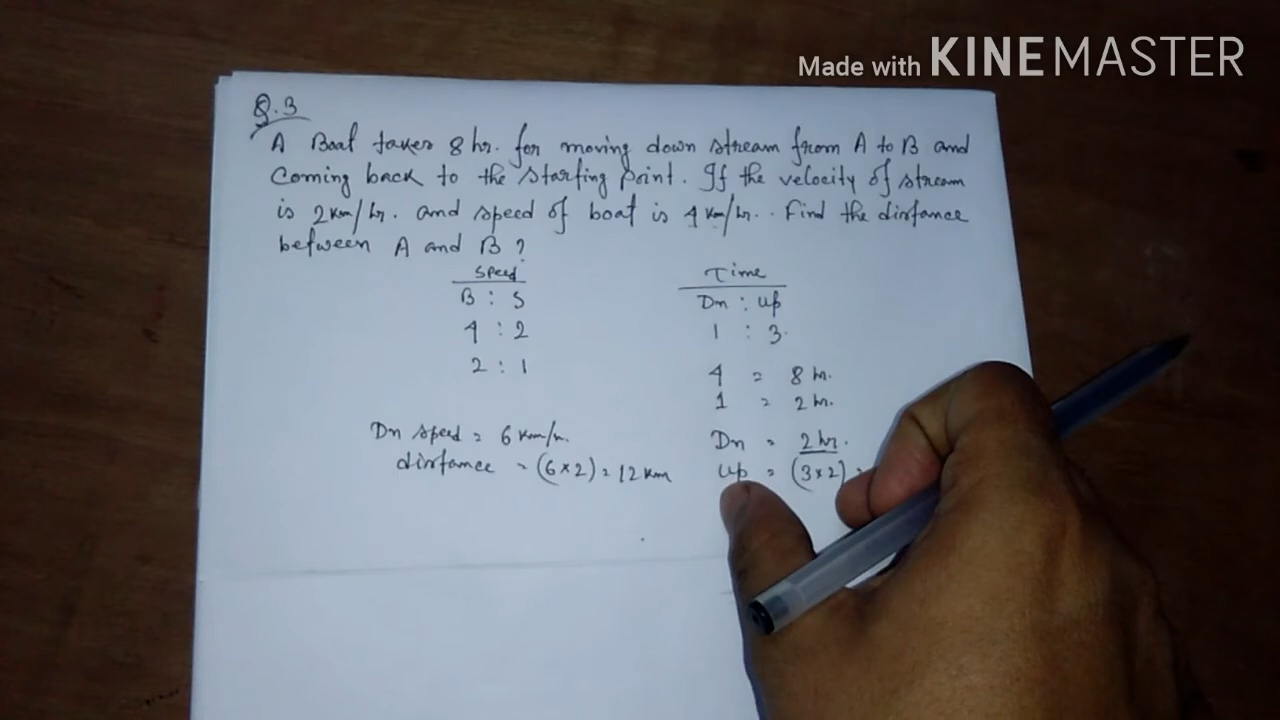 Made with KINEMASTER
Q.3
A Boat takes 8 hr. for moving down stream from A to B and
Coming back to the starting point. If the velocity of stream
is 2 km/hr. and speed of boat is 4 km/hr.. Find the distance
between A and B ?
Speed
B : S
4 : 2
2 : 1
Time
Dn : up
1 : 3
4 = 8 hr.
1 = 2 hr.
Dn speed = 6 km/hr.
distance = (6×2) = 12 km
Dn = 2 hr.
up = (3×2) =